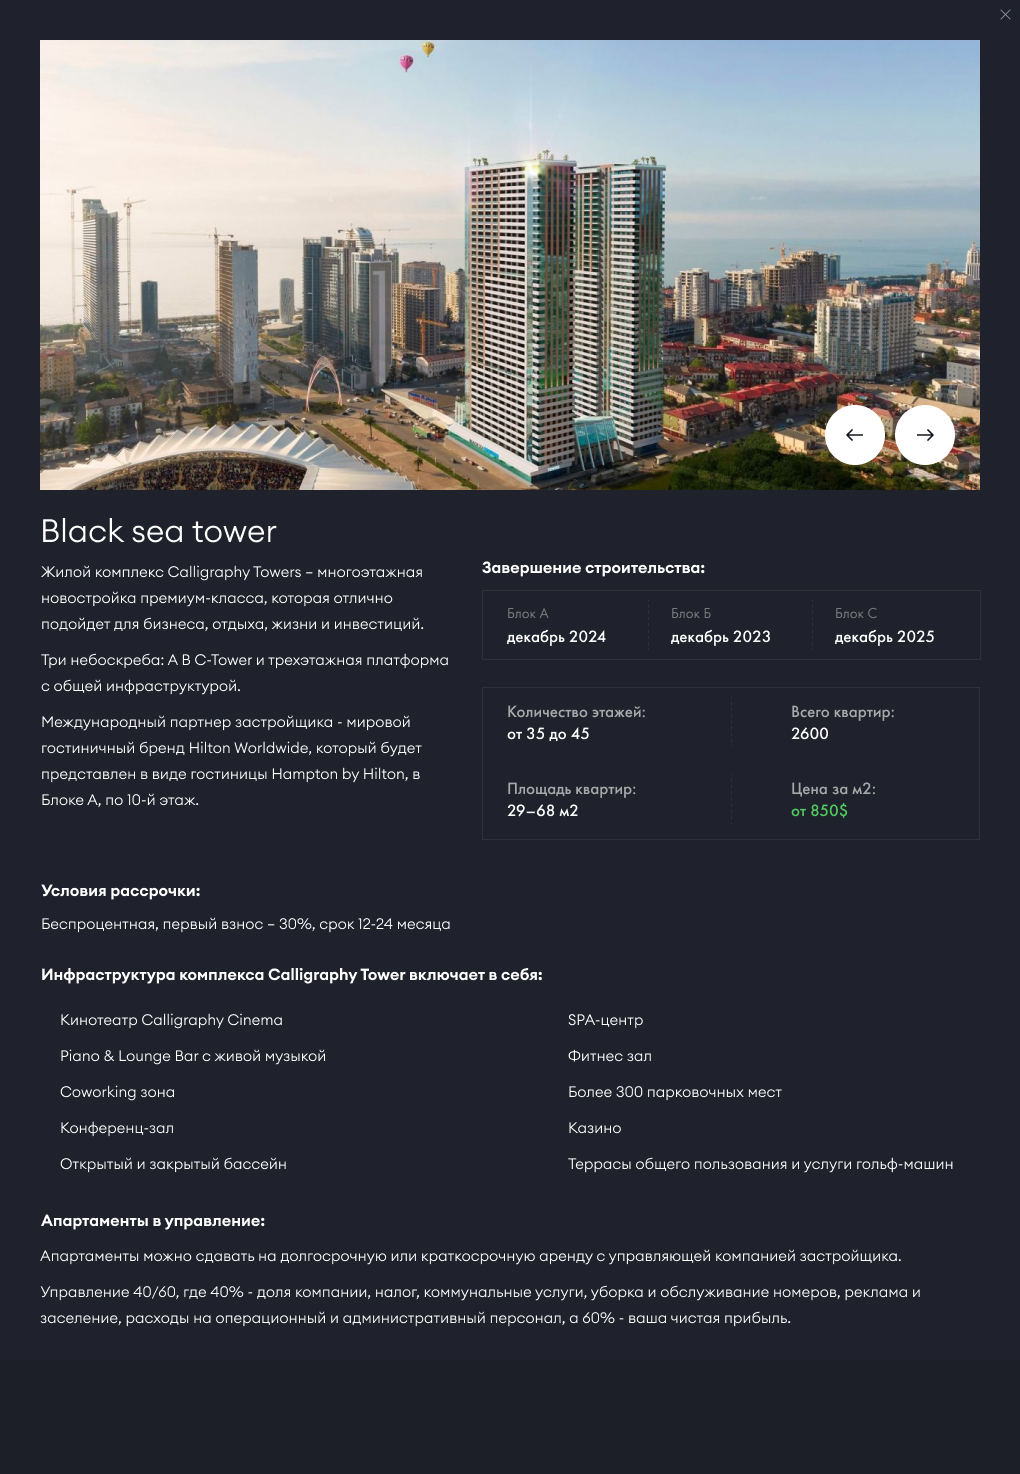 Black sea tower
Жилой комплекс Calligraphy Towers – многоэтажная
новостройка премиум-класса, которая отлично
подойдет для бизнеса, отдыха, жизни и инвестиций.
Три небоскреба: A B C-Tower и трехэтажная платформа
с общей инфраструктурой.
Международный партнер застройщика - мировой
гостиничный бренд Hilton Worldwide, который будет
представлен в виде гостиницы Hampton by Hilton, в
Блоке А, по 10-й этаж.
Завершение строительства:
Блок А
декабрь 2024
Блок Б
декабрь 2023
Блок С
декабрь 2025
Количество этажей:
от 35 до 45
Всего квартир:
2600
Площадь квартир:
29–68 м2
Цена за м2:
от 850$
Условия рассрочки:
Беспроцентная, первый взнос – 30%, срок 12-24 месяца
Инфраструктура комплекса Calligraphy Tower включает в себя:
Кинотеатр Calligraphy Cinema
Piano & Lounge Bar с живой музыкой
Coworking зона
Конференц-зал
Открытый и закрытый бассейн
SPA-центр
Фитнес зал
Более 300 парковочных мест
Казино
Террасы общего пользования и услуги гольф-машин
Апартаменты в управление:
Апартаменты можно сдавать на долгосрочную или краткосрочную аренду с управляющей компанией застройщика.
Управление 40/60, где 40% - доля компании, налог, коммунальные услуги, уборка и обслуживание номеров, реклама и
заселение, расходы на операционный и административный персонал, а 60% - ваша чистая прибыль.